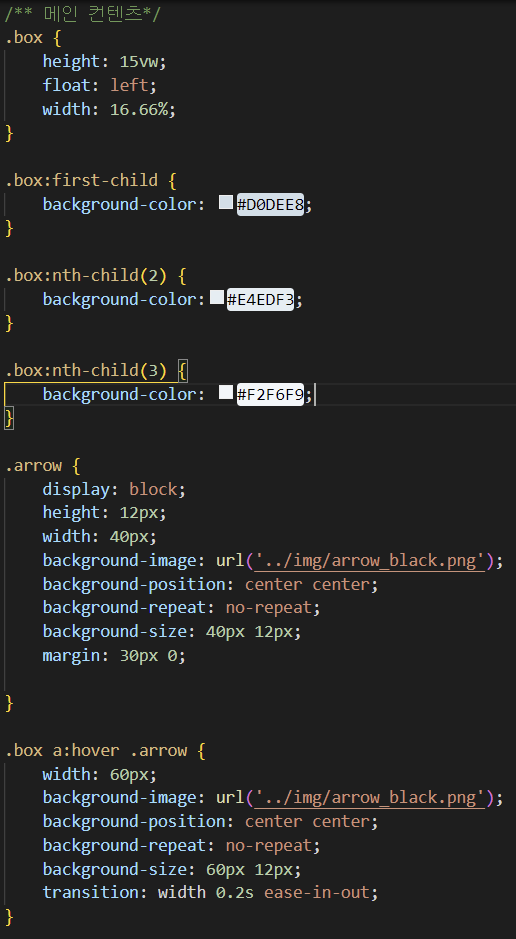 /** 메인 컨텐츠*/
.box {
    height: 15vw;
    float: left;
    width: 16.66%;
}

.box:first-child {
    background-color: #D0DEE8;
}

.box:nth-child(2) {
    background-color:#E4EDF3;
}

.box:nth-child(3) {
    background-color: #F2F6F9;
}

.arrow {
    display: block;
    height: 12px;
    width: 40px;
    background-image: url('../img/arrow_black.png');
    background-position: center center;
    background-repeat: no-repeat;
    background-size: 40px 12px;
    margin: 30px 0;

}

.box a:hover .arrow {
    width: 60px;
    background-image: url('../img/arrow_black.png');
    background-position: center center;
    background-repeat: no-repeat;
    background-size: 60px 12px;
    transition: width 0.2s ease-in-out;
}